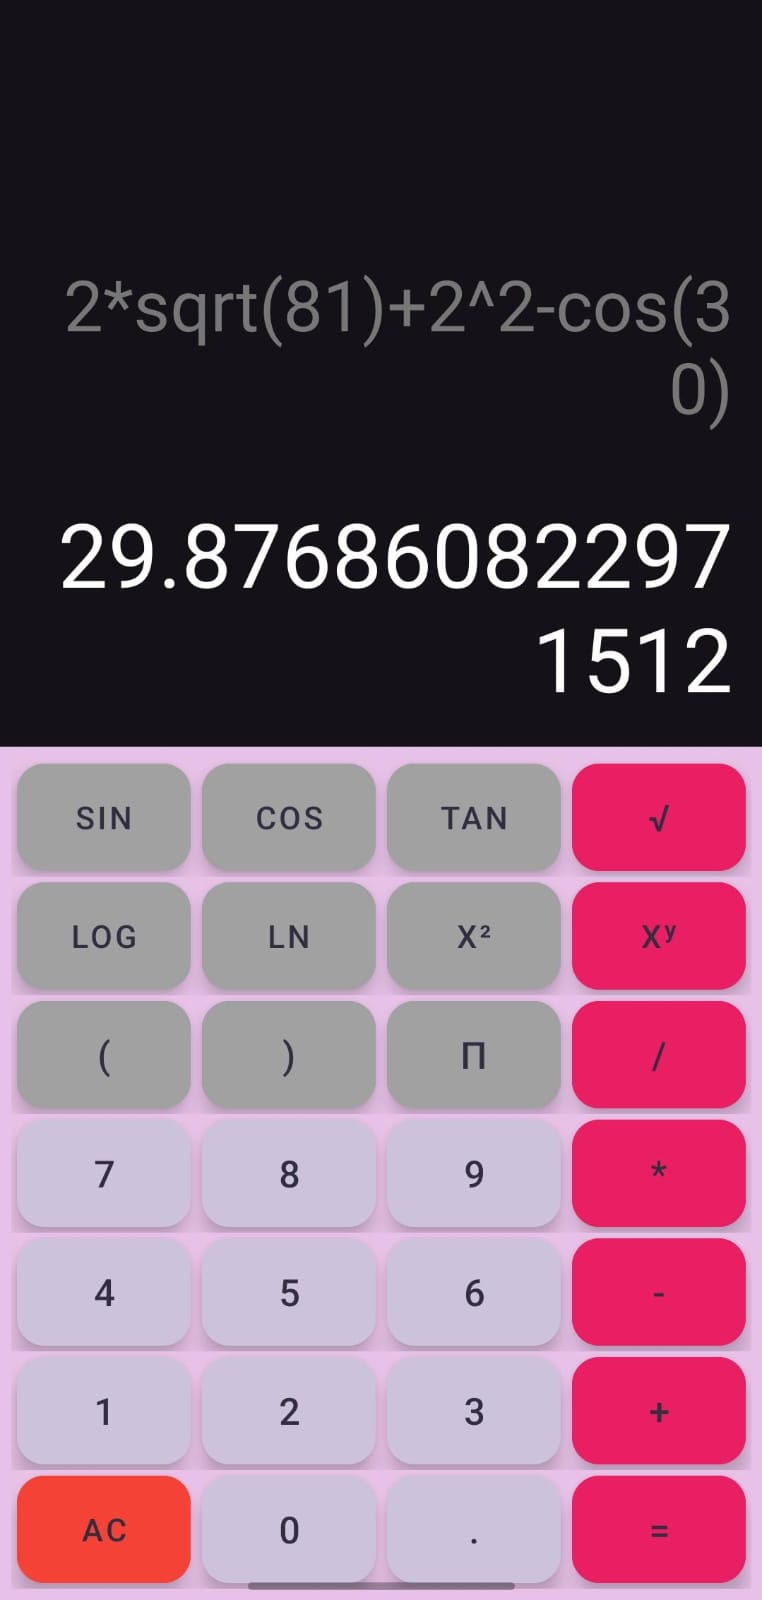 2*sqrt(81)+2^2-cos(3
0)
29.87686082297
1512
SIN COS TAN √
LOG LN X² Xʸ
( ) Π /
7 8 9 *
4 5 6 -
1 2 3 +
AC 0 . =